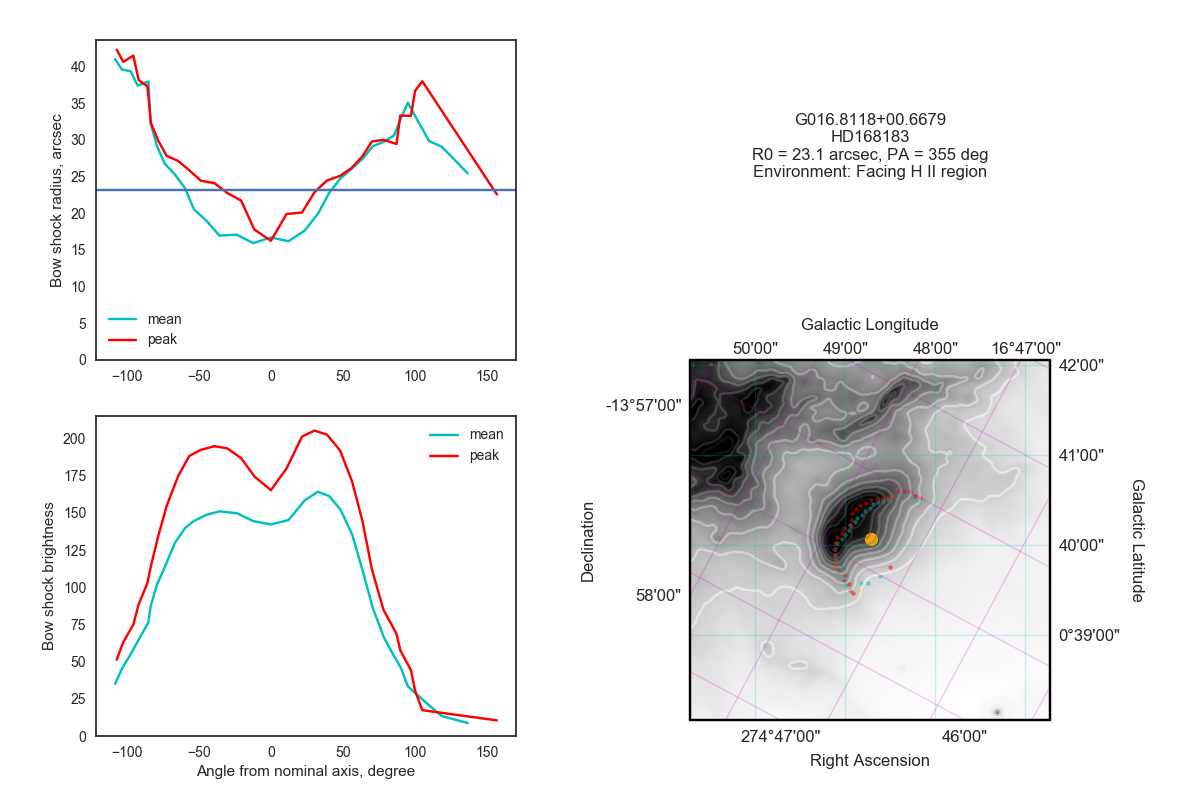 40
35
30
25
20
15
10
5
0
Bow shock radius, arcsec
mean
peak
−100
−50
0
50
100
150
G016.8118+00.6679
HD168183
R0 = 23.1 arcsec, PA = 355 deg
Environment: Facing H II region
200
175
150
125
100
75
50
25
0
Bow shock brightness
mean
peak
−100
−50
0
50
100
150
Angle from nominal axis, degree
Galactic Longitude
50'00"
49'00"
48'00"
16°47'00"
42'00"
41'00"
40'00"
0°39'00"
Galactic Latitude
-13°57'00"
58'00"
Declination
274°47'00"
46'00"
Right Ascension